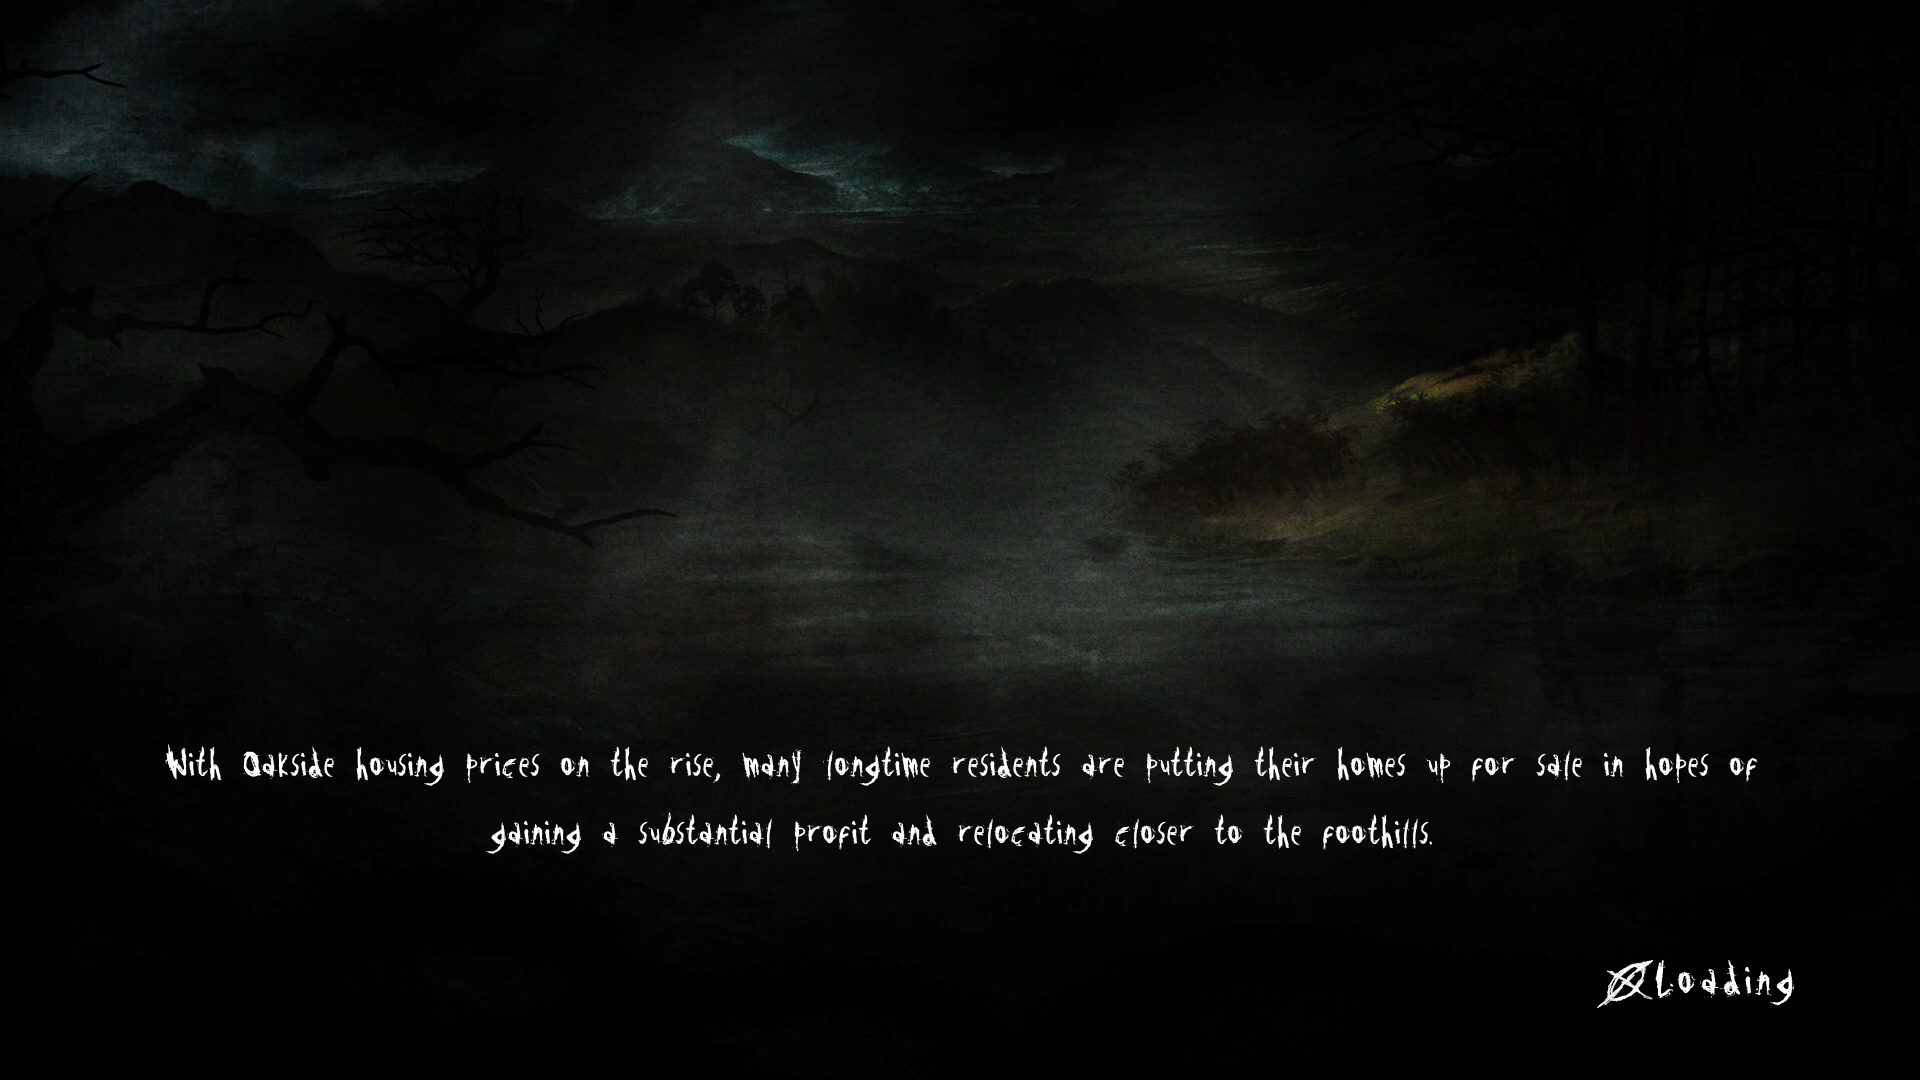 With Oakside housing prices on the rise, many longtime residents are putting their homes up for sale in hopes of
gaining a substantial profit and relocating closer to the foothills.
Loading